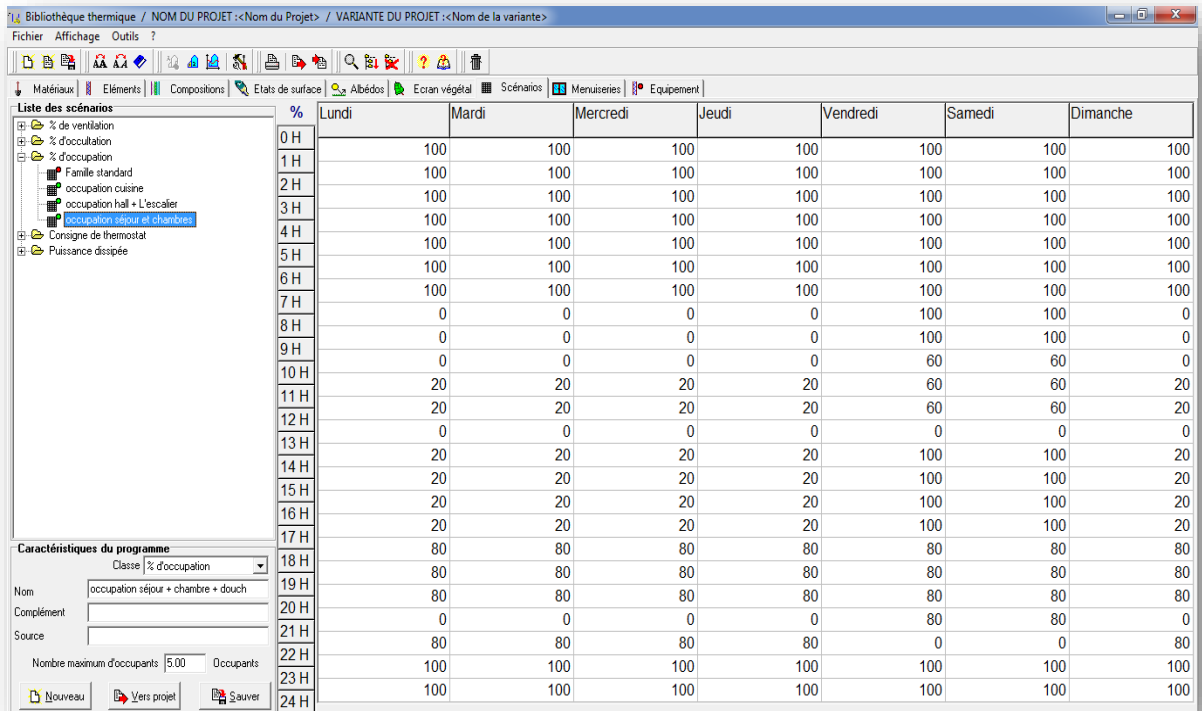 Bibliothèque thermique / NOM DU PROJET :<Nom du Projet> / VARIANTE DU PROJET :<Nom de la variante>
Fichier Affichage Outils ?
Matériaux Eléments Compositions Etats de surface Albédos Ecran végétal Scénarios Menuiseries Equipement
Liste des scénarios
% de ventilation
% d'occultation
% d'occupation
Famille standard
occupation cuisine
occupation hall + L'escalier
occupation séjour et chambres
Consigne de thermostat
Puissance dissipée
Caractéristiques du programme
Classe % d'occupation
Nom occupation séjour + chambre + douch
Complément
Source
Nombre maximum d'occupants 5.00 Occupants
Nouveau Vers projet Sauver
% Lundi Mardi Mercredi Jeudi Vendredi Samedi Dimanche
0 H
100 100 100 100 100 100 100
1 H
100 100 100 100 100 100 100
2 H
100 100 100 100 100 100 100
3 H
100 100 100 100 100 100 100
4 H
100 100 100 100 100 100 100
5 H
100 100 100 100 100 100 100
6 H
100 100 100 100 100 100 100
7 H
0 0 0 0 100 100 0
8 H
0 0 0 0 100 100 0
9 H
0 0 0 0 60 60 0
10 H
20 20 20 20 60 60 20
11 H
20 20 20 20 60 60 20
12 H
0 0 0 0 0 0 0
13 H
20 20 20 20 100 100 20
14 H
20 20 20 20 100 100 20
15 H
20 20 20 20 100 100 20
16 H
20 20 20 20 100 100 20
17 H
80 80 80 80 80 80 80
18 H
80 80 80 80 80 80 80
19 H
80 80 80 80 80 80 80
20 H
0 0 0 0 80 80 0
21 H
80 80 80 80 0 0 80
22 H
100 100 100 100 100 100 100
23 H
100 100 100 100 100 100 100
24 H